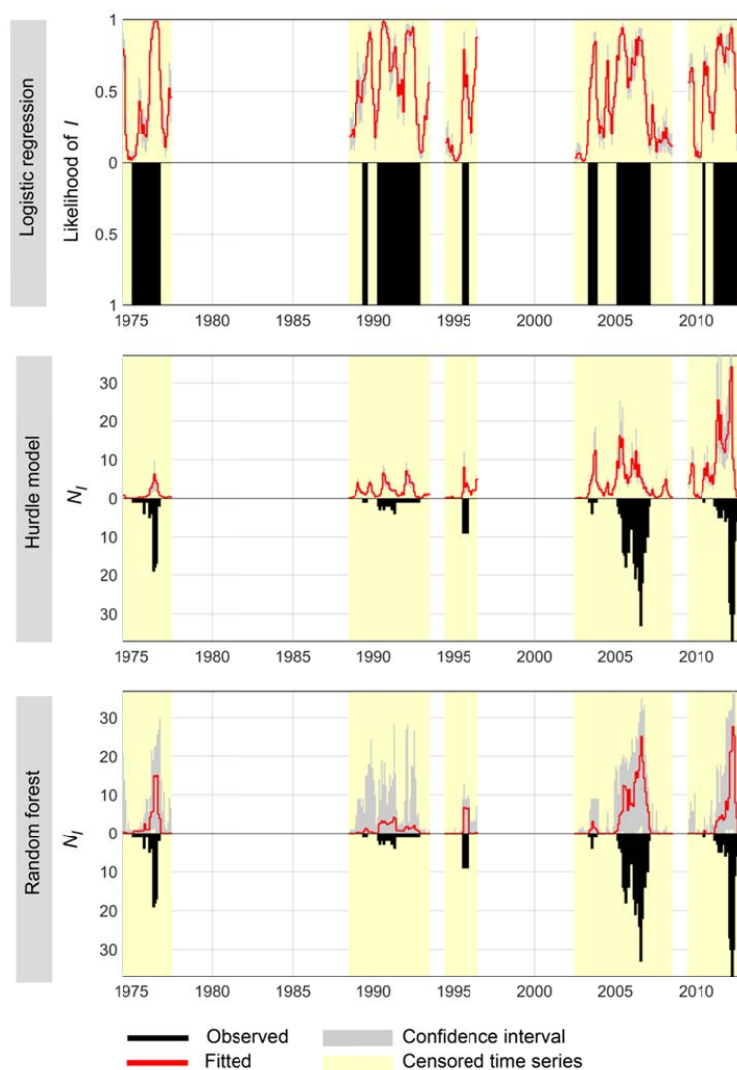 Logistic regression
Likelihood of I
1
0.5
0
0.5
1
1975 1980 1985 1990 1995 2000 2005 2010
Hurdle model
N_I
30
20
10
0
10
20
30
1975 1980 1985 1990 1995 2000 2005 2010
Random forest
N_I
30
20
10
0
10
20
30
1975 1980 1985 1990 1995 2000 2005 2010
Observed Confidence interval
Fitted Censored time series